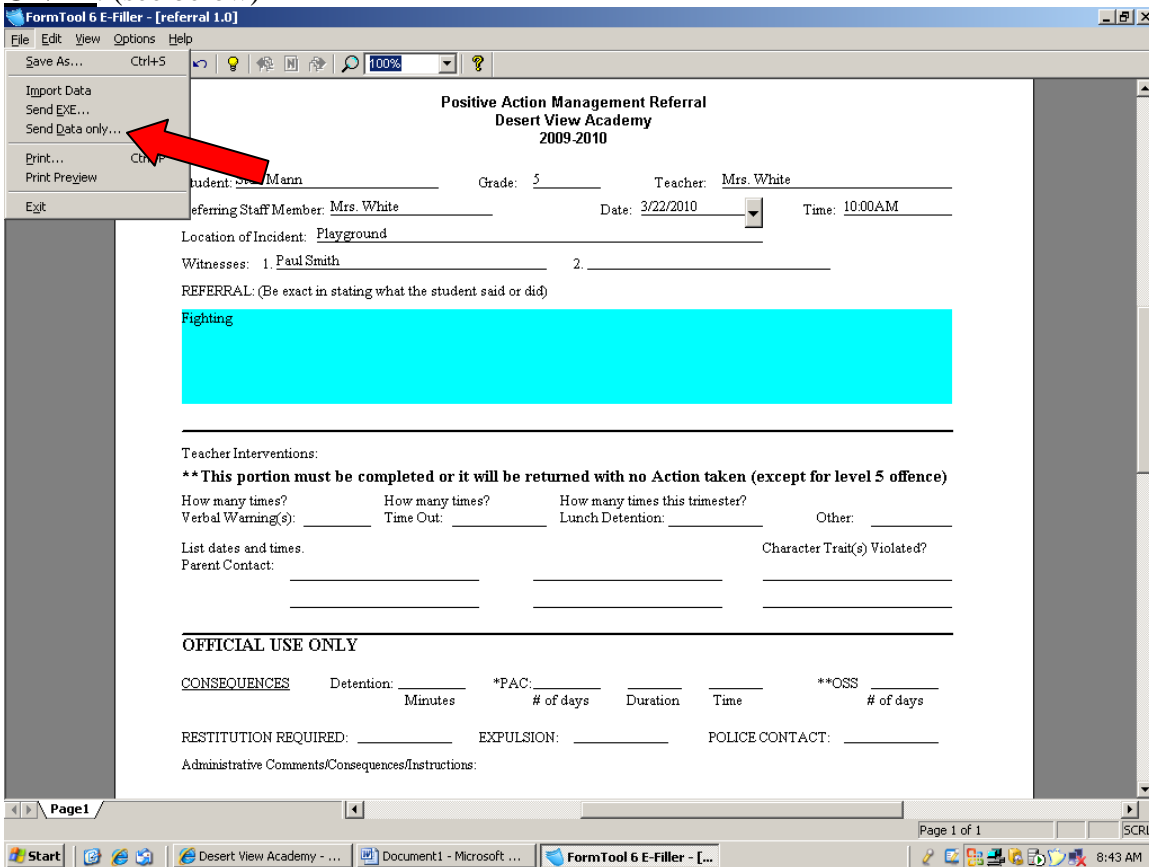 FormTool 6 E-Filler - [referral 1.0]
File Edit View Options Help
Save As... Ctrl+S
100%
Import Data
Send EXE...
Send Data only...
Print...
Print Preview
Exit
Positive Action Management Referral
Desert View Academy
2009-2010
Mann Grade: 5 Teacher: Mrs. White
Referring Staff Member: Mrs. White Date: 3/22/2010 Time: 10:00AM
Location of Incident: Playground
Witnesses: 1. Paul Smith 2.
REFERRAL: (Be exact in stating what the student said or did)
Fighting
Teacher Interventions:
**This portion must be completed or it will be returned with no Action taken (except for level 5 offence)
How many times? How many times? How many times this trimester?
Verbal Warning(s): Time Out: Lunch Detention: Other:
List dates and times. Character Trait(s) Violated?
Parent Contact:
OFFICIAL USE ONLY
CONSEQUENCES Detention: *PAC: **OSS
Minutes # of days Duration Time # of days
RESTITUTION REQUIRED: EXPULSION: POLICE CONTACT:
Administrative Comments/Consequences/Instructions:
Page1
Page 1 of 1 SCRL
Start Desert View Academy - ... Document1 - Microsoft ... FormTool 6 E-Filler - [... 8:43 AM